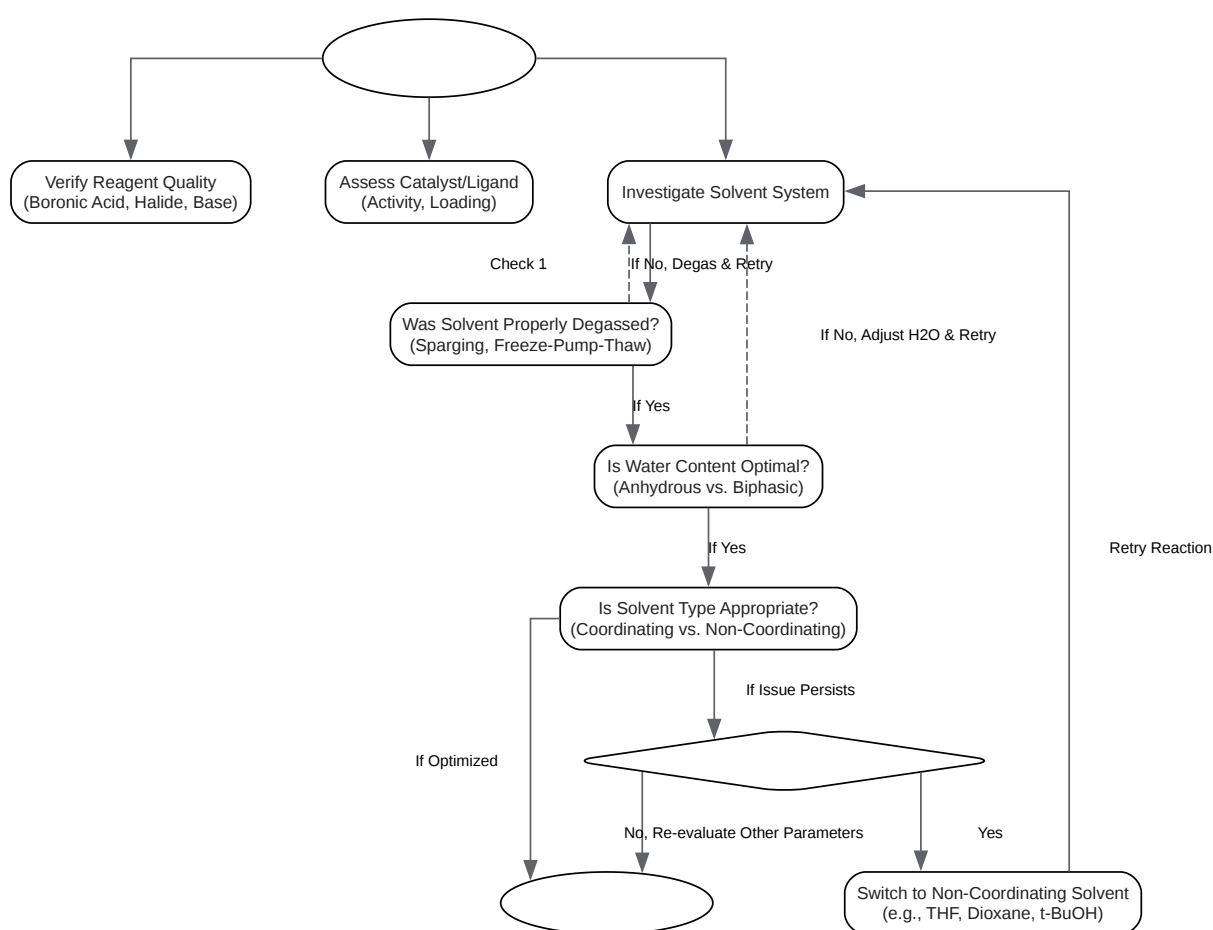 Verify Reagent Quality
(Boronic Acid, Halide, Base)
Assess Catalyst/Ligand
(Activity, Loading)
Investigate Solvent System
Check 1
If No, Degas & Retry
Was Solvent Properly Degassed?
(Sparging, Freeze-Pump-Thaw)
If No, Adjust H2O & Retry
If Yes
Is Water Content Optimal?
(Anhydrous vs. Biphasic)
If Yes
Retry Reaction
Is Solvent Type Appropriate?
(Coordinating vs. Non-Coordinating)
If Issue Persists
If Optimized
No, Re-evaluate Other Parameters
Yes
Switch to Non-Coordinating Solvent
(e.g., THF, Dioxane, t-BuOH)